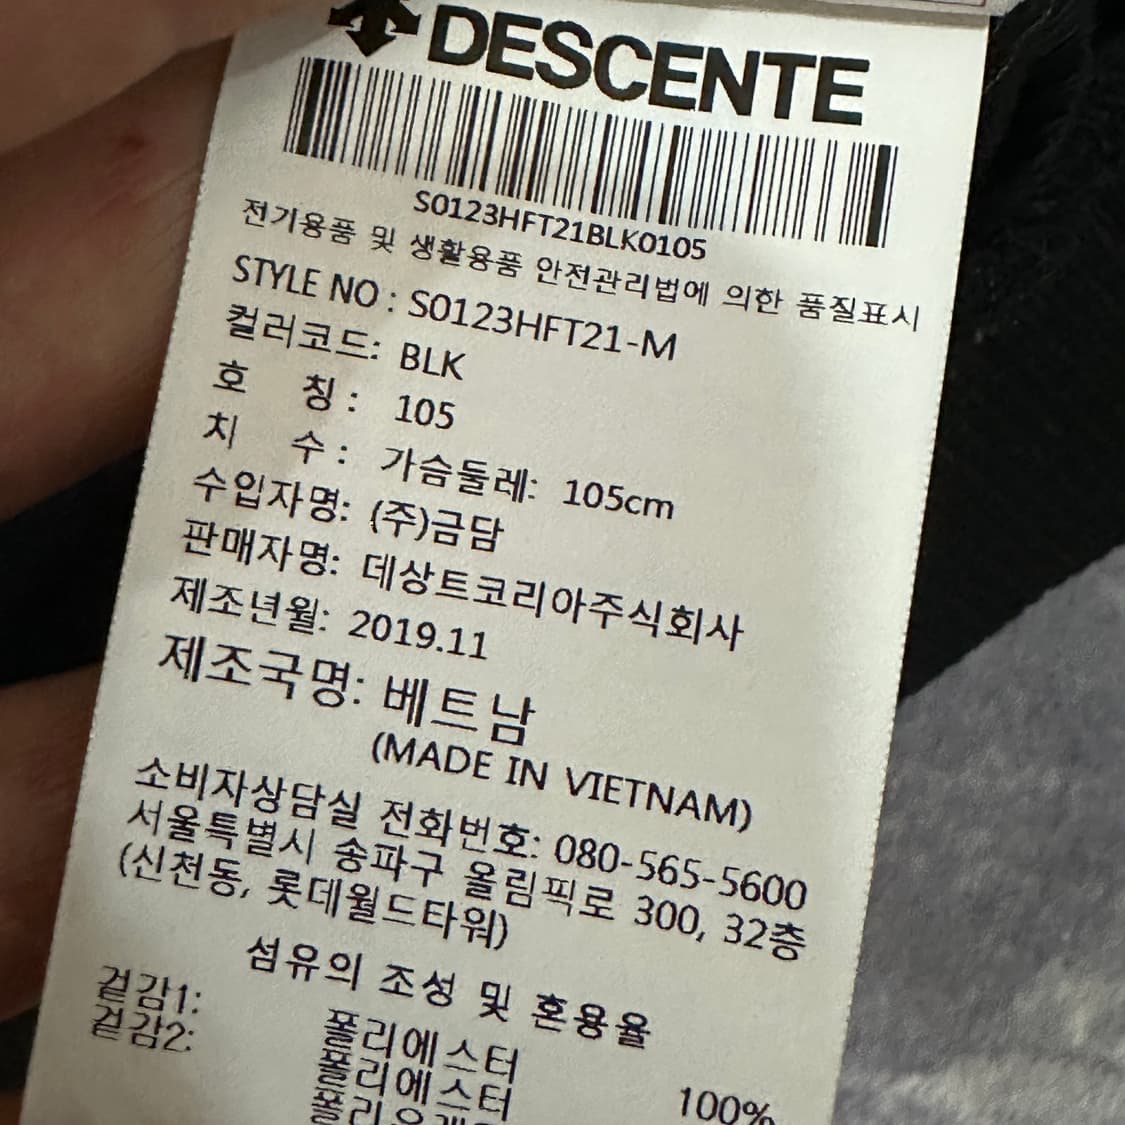 DESCENTE
S0123HFT21BLK0105
전기용품 및 생활용품 안전관리법에 의한 품질표시
STYLE NO : S0123HFT21-M
컬러코드: BLK
호 칭 : 105
치 수 : 가슴둘레: 105cm
수입자명: (주)금담
판매자명: 데상트코리아주식회사
제조년월: 2019.11
제조국명: 베트남
(MADE IN VIETNAM)
소비자상담실 전화번호: 080-565-5600
서울특별시 송파구 올림픽로 300, 32층
(신천동, 롯데월드타워)
섬유의 조성 및 혼용율
겉감1: 폴리에스터 100%
겉감2: 폴리에스터